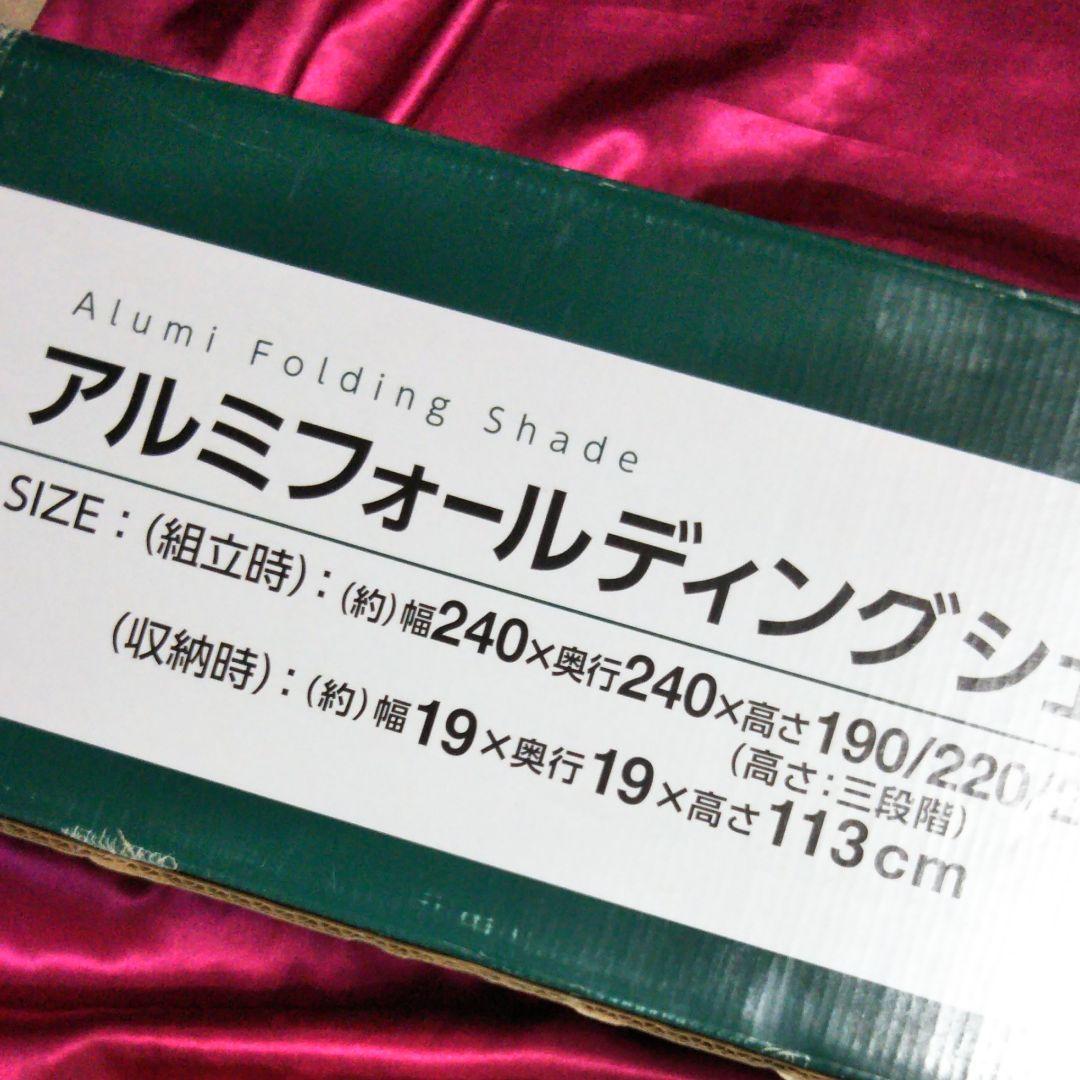 Alumi Folding Shade
アルミフォールディングシェ
SIZE：(組立時)：(約)幅240×奥行240×高さ190/220/
(高さ：三段階)
(収納時)：(約)幅19×奥行19×高さ113cm